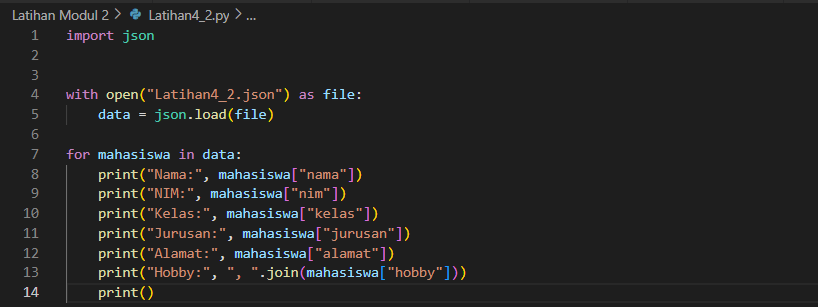 Latihan Modul 2 > Latihan4_2.py > ...
1 import json
2
3
4 with open("Latihan4_2.json") as file:
5     data = json.load(file)
6
7 for mahasiswa in data:
8     print("Nama:", mahasiswa["nama"])
9     print("NIM:", mahasiswa["nim"])
10     print("Kelas:", mahasiswa["kelas"])
11     print("Jurusan:", mahasiswa["jurusan"])
12     print("Alamat:", mahasiswa["alamat"])
13     print("Hobby:", ", ".join(mahasiswa["hobby"]))
14     print()